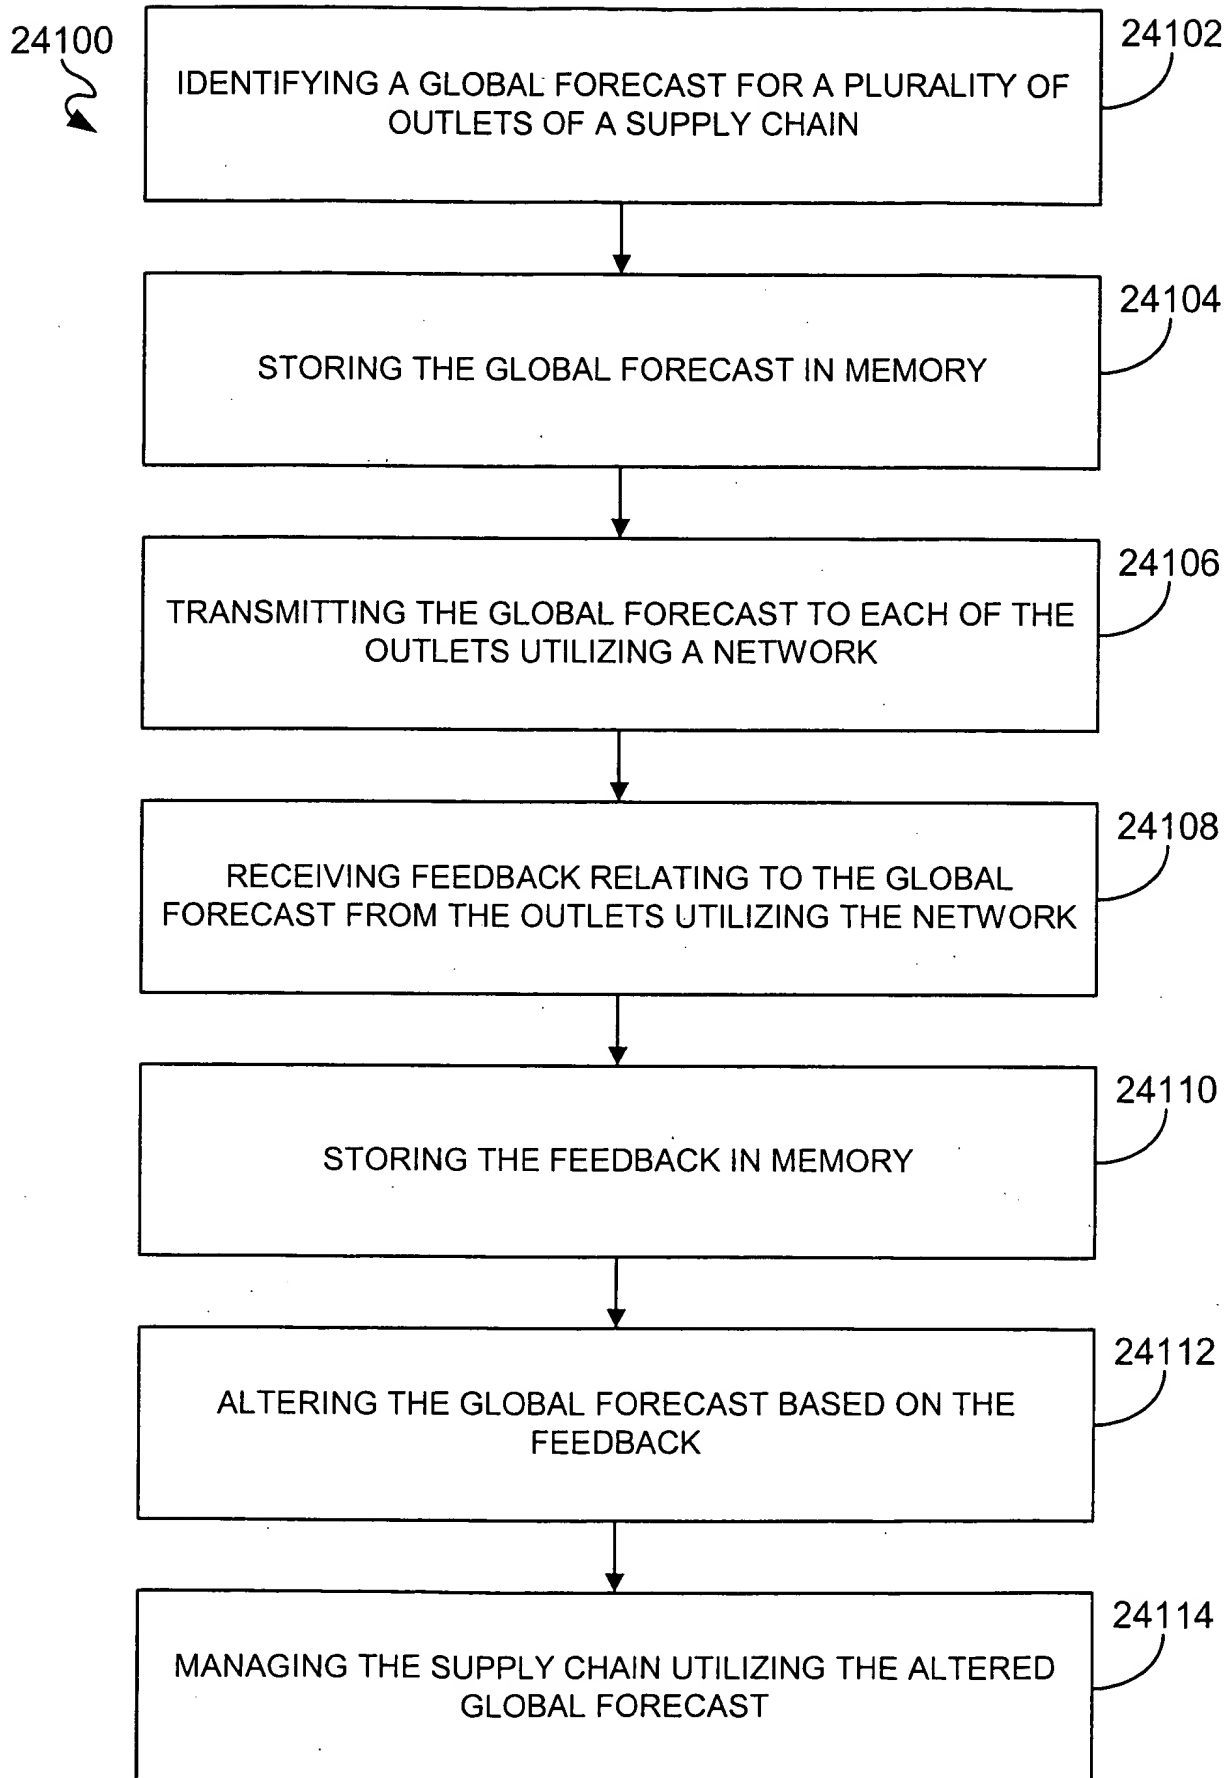 24100
24102
IDENTIFYING A GLOBAL FORECAST FOR A PLURALITY OF
OUTLETS OF A SUPPLY CHAIN
24104
STORING THE GLOBAL FORECAST IN MEMORY
24106
TRANSMITTING THE GLOBAL FORECAST TO EACH OF THE
OUTLETS UTILIZING A NETWORK
24108
RECEIVING FEEDBACK RELATING TO THE GLOBAL
FORECAST FROM THE OUTLETS UTILIZING THE NETWORK
24110
STORING THE FEEDBACK IN MEMORY
24112
ALTERING THE GLOBAL FORECAST BASED ON THE
FEEDBACK
24114
MANAGING THE SUPPLY CHAIN UTILIZING THE ALTERED
GLOBAL FORECAST